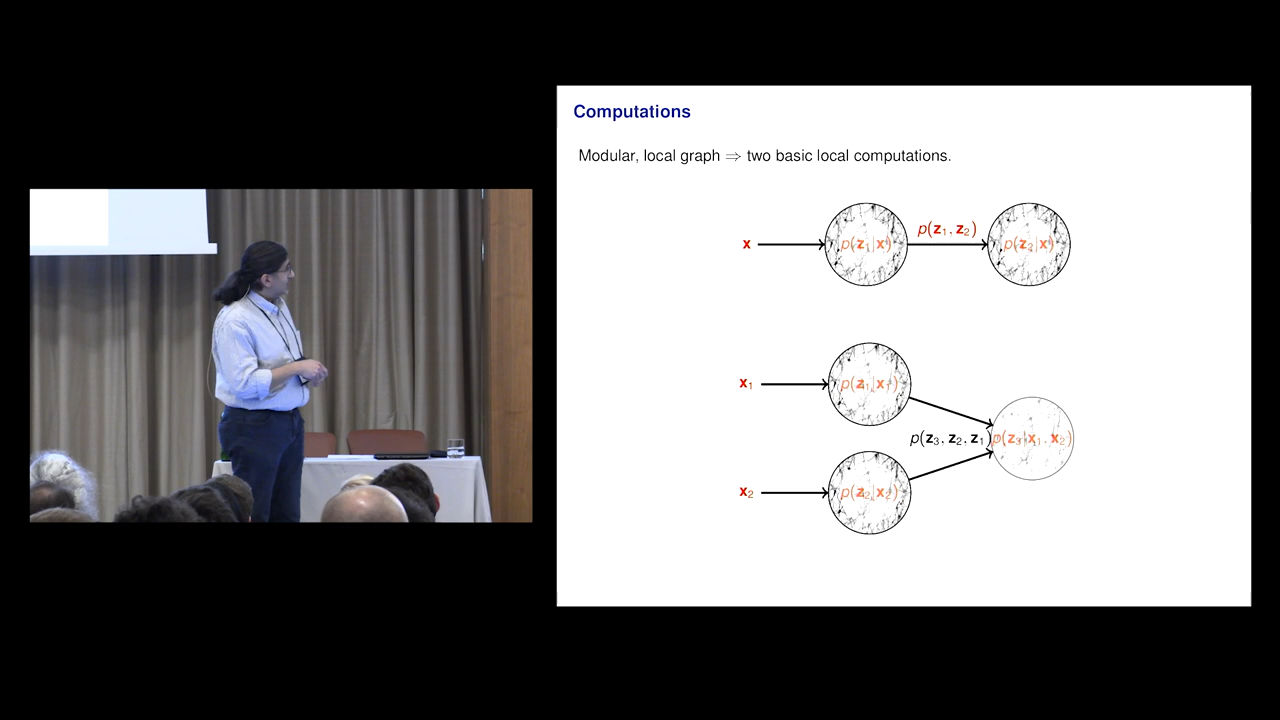 Computations
Modular, local graph ⇒ two basic local computations.
x p(z₁|x) p(z₁, z₂) p(z₂|x)
x₁ p(z₁|x₁)
p(z₃, z₂, z₁) p(z₃|x₁, x₂)
x₂ p(z₂|x₂)